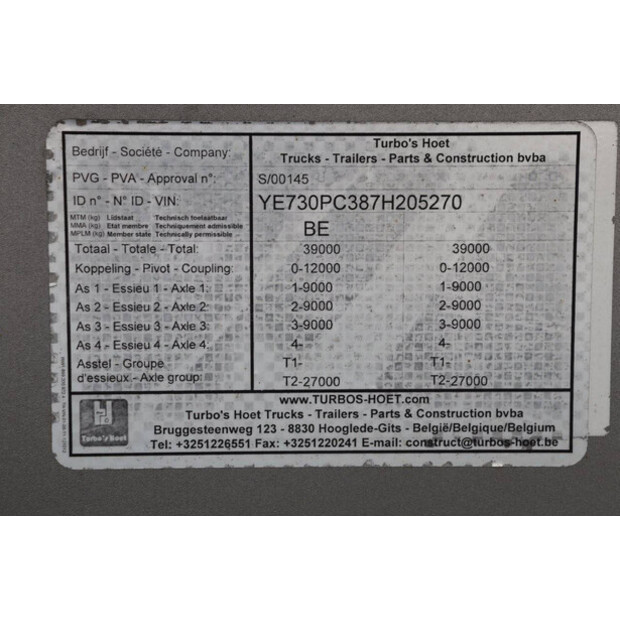 Bedrijf - Société - Company: Turbo's Hoet
Trucks - Trailers - Parts & Construction bvba
PVG - PVA - Approval n°: S/00145
ID n° - N° ID - VIN: YE730PC387H205270
MTM (kg) Lidstaat Technisch toelaatbaar
MMA (kg) Etat membre Techniquement admissible
MPLM (kg) Member state Technically permissible
BE
Totaal - Totale - Total: 39000 39000
Koppeling - Pivot - Coupling: 0-12000 0-12000
As 1 - Essieu 1 - Axle 1: 1-9000 1-9000
As 2 - Essieu 2 - Axle 2: 2-9000 2-9000
As 3 - Essieu 3 - Axle 3: 3-9000 3-9000
As 4 - Essieu 4 - Axle 4: 4- 4-
Asstel - Groupe T1- T1-
d'essieux - Axle group: T2-27000 T2-27000
Turbo's Hoet
www.TURBOS-HOET.com
Turbo's Hoet Trucks - Trailers - Parts & Construction bvba
Bruggesteenweg 123 - 8830 Hooglede-Gits - België/Belgique/Belgium
Tel: +3251226551 Fax: +3251220241 E-mail: construct@turbos-hoet.be